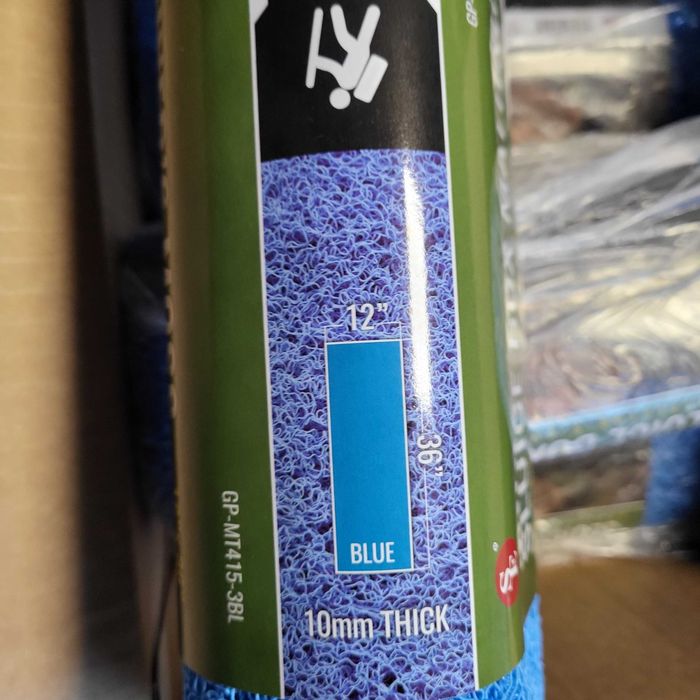 12"
36"
BLUE
10mm THICK
GP-MT415-3BL